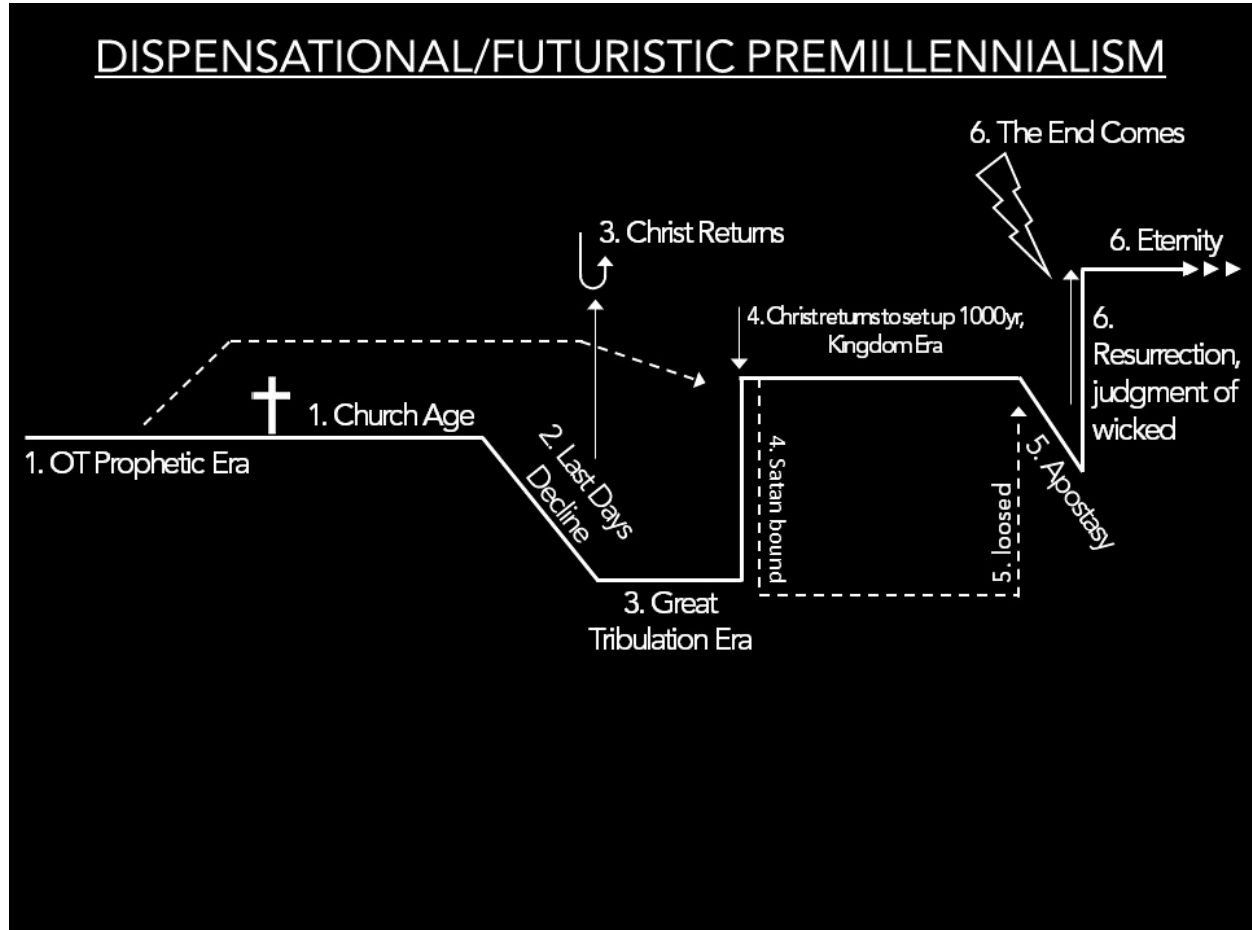 DISPENSATIONAL/FUTURISTIC PREMILLENNIALISM
6. The End Comes
3. Christ Returns
6. Eternity
4. Christ returns to set up 1000yr,
Kingdom Era
6.
Resurrection,
judgment of
wicked
1. Church Age
1. OT Prophetic Era
2. Last Days
Decline
4. Satan bound
5. loosed
5. Apostasy
3. Great
Tribulation Era